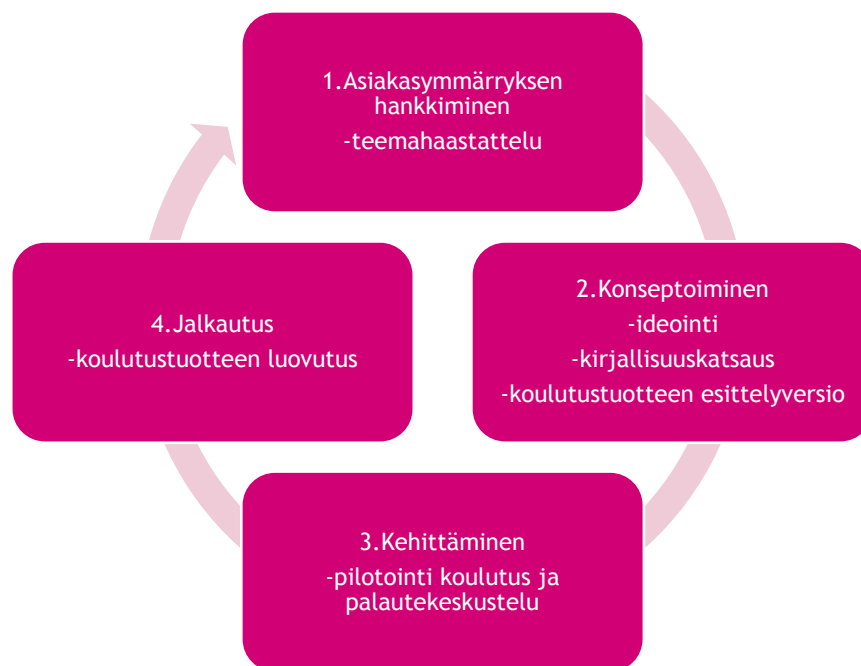 1.Asiakasymmärryksen
hankkiminen
-teemahaastattelu
2.Konseptoiminen
-ideointi
-kirjallisuuskatsaus
-koulutustuotteen esittelyversio
3.Kehittäminen
-pilotointi koulutus ja
palautekeskustelu
4.Jalkautus
-koulutustuotteen luovutus